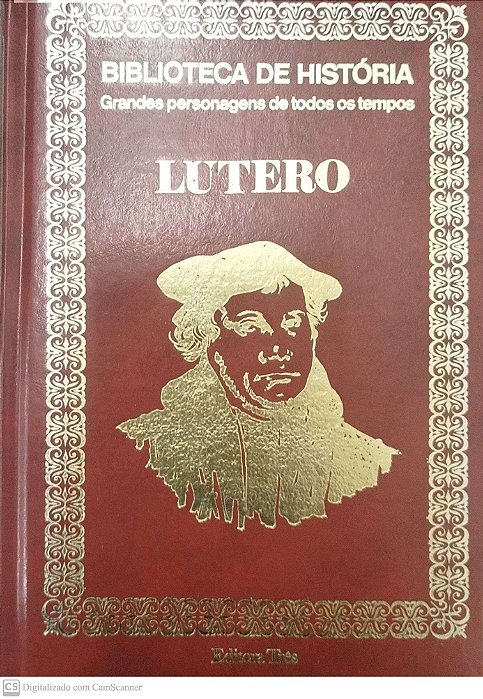 BIBLIOTECA DE HISTÓRIA
Grandes personagens de todos os tempos
LUTERO
Editora Três
CS Digitalizado com CamScanner